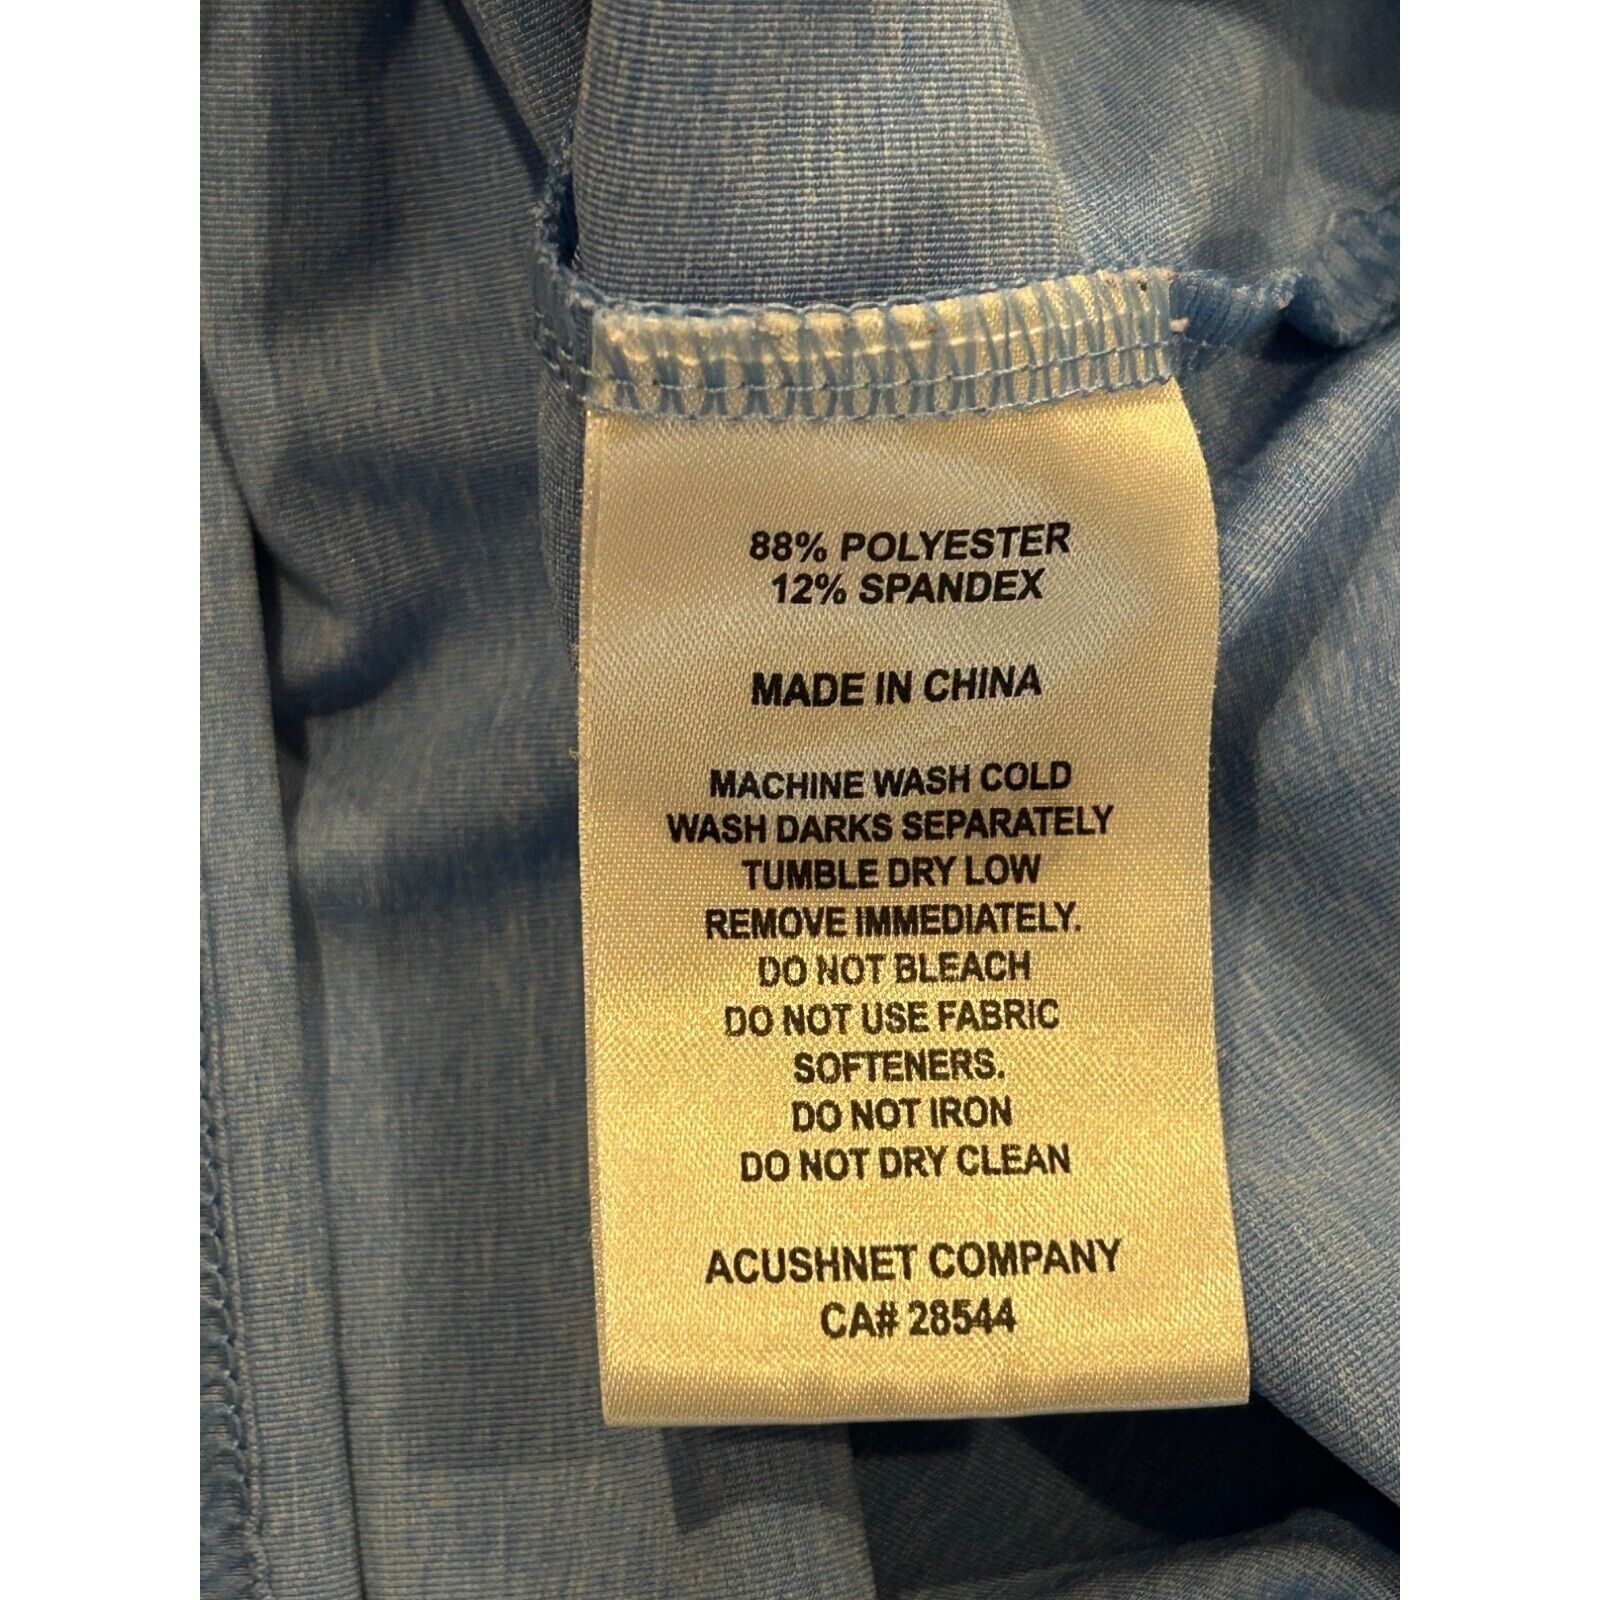 88% POLYESTER
12% SPANDEX
MADE IN CHINA
MACHINE WASH COLD
WASH DARKS SEPARATELY
TUMBLE DRY LOW
REMOVE IMMEDIATELY.
DO NOT BLEACH
DO NOT USE FABRIC
SOFTENERS.
DO NOT IRON
DO NOT DRY CLEAN
ACUSHNET COMPANY
CA# 28544